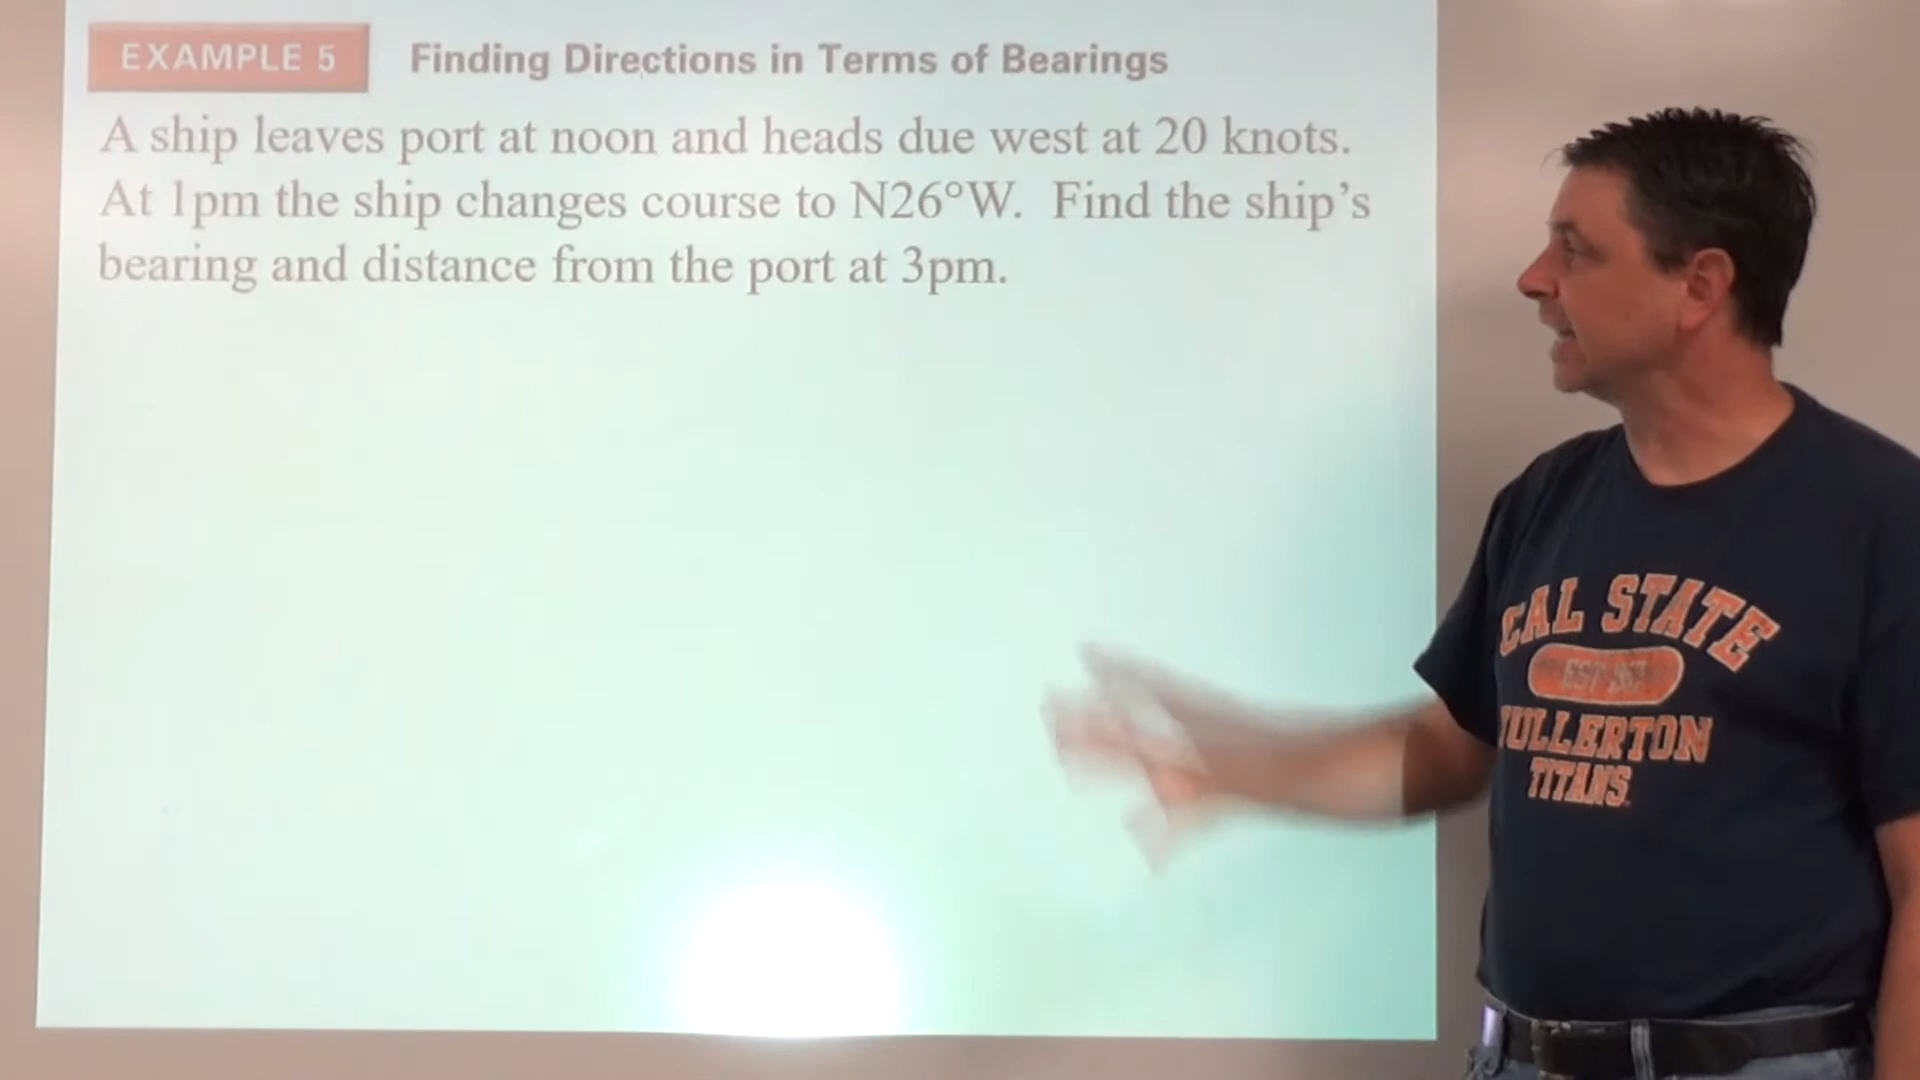 EXAMPLE 5 Finding Directions in Terms of Bearings
A ship leaves port at noon and heads due west at 20 knots.
At 1pm the ship changes course to N26°W. Find the ship's
bearing and distance from the port at 3pm.
CAL STATE
FULLERTON
TITANS